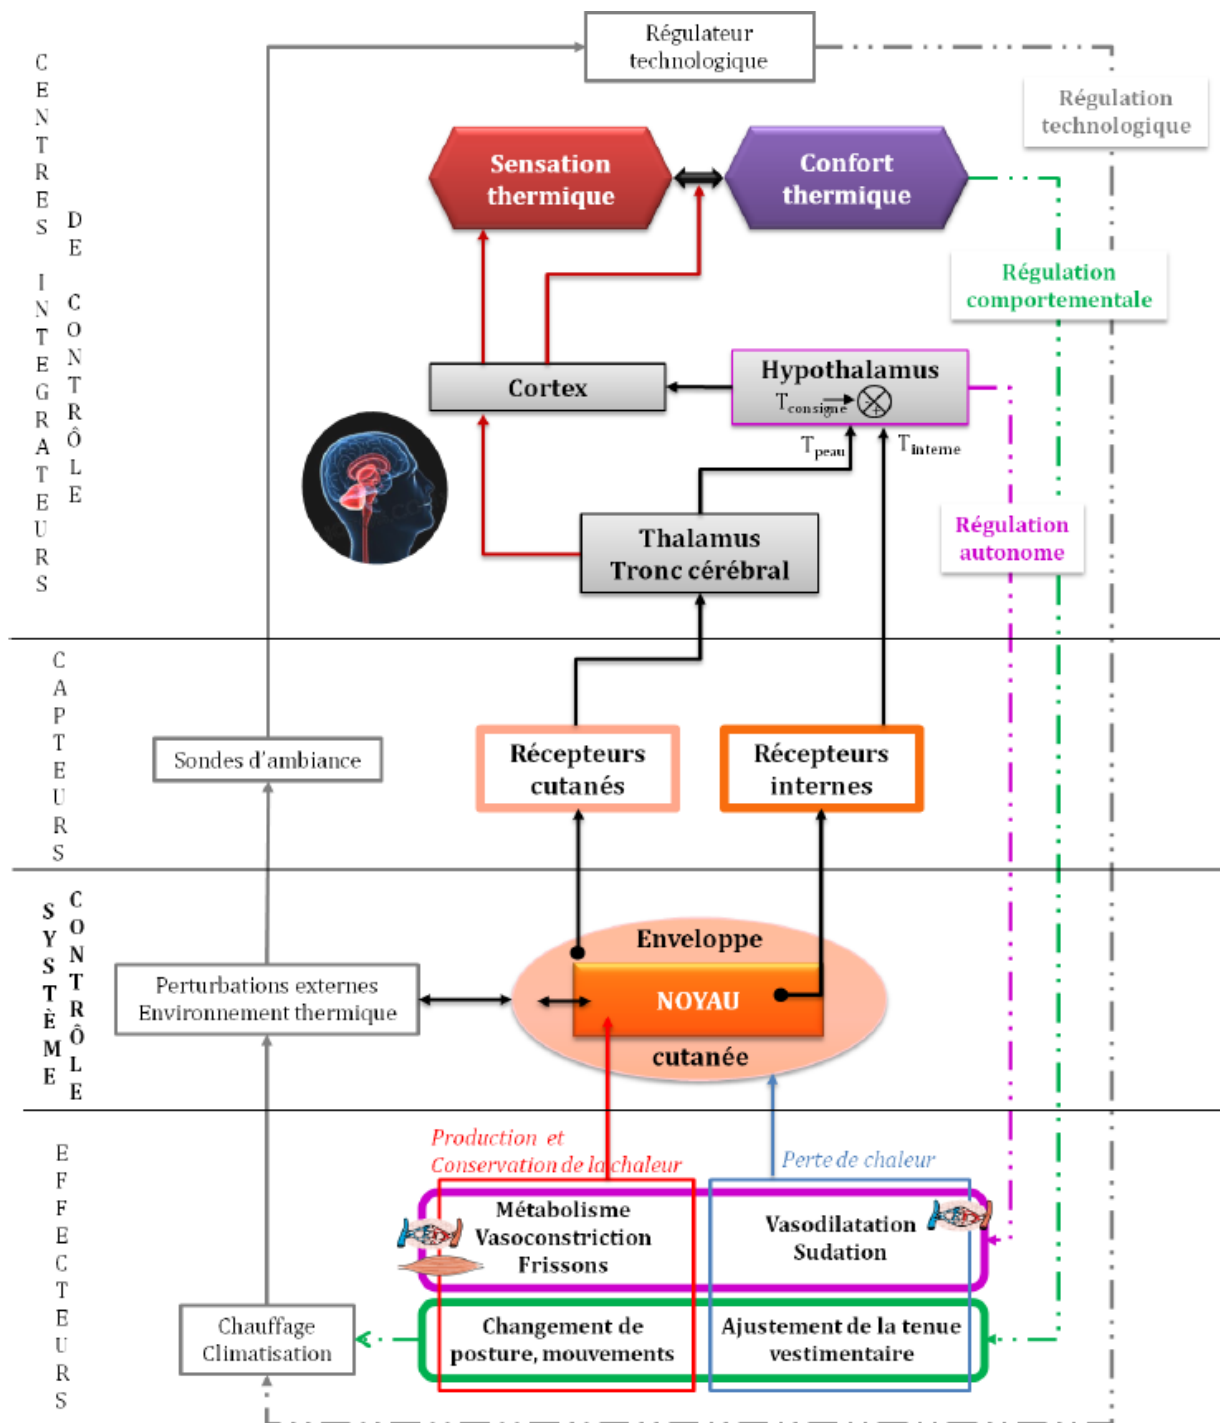 Régulateur
technologique
CENTRES INTEGRATEURS
DE CONTRÔLE
Régulation
technologique
Sensation
thermique
Confort
thermique
Régulation
comportementale
Cortex
Hypothalamus
Tconsigne
Tpeau
Tinterne
Régulation
autonome
Thalamus
Tronc cérébral
CAPTEURS
Sondes d'ambiance
Récepteurs
cutanés
Récepteurs
internes
SYSTÈME
CONTRÔLE
Perturbations externes
Environnement thermique
Enveloppe
NOYAU
cutanée
EFFECTEURS
Production et
Conservation de la chaleur
Perte de chaleur
Métabolisme
Vasoconstriction
Frissons
Vasodilatation
Sudation
Chauffage
Climatisation
Changement de
posture, mouvements
Ajustement de la tenue
vestimentaire